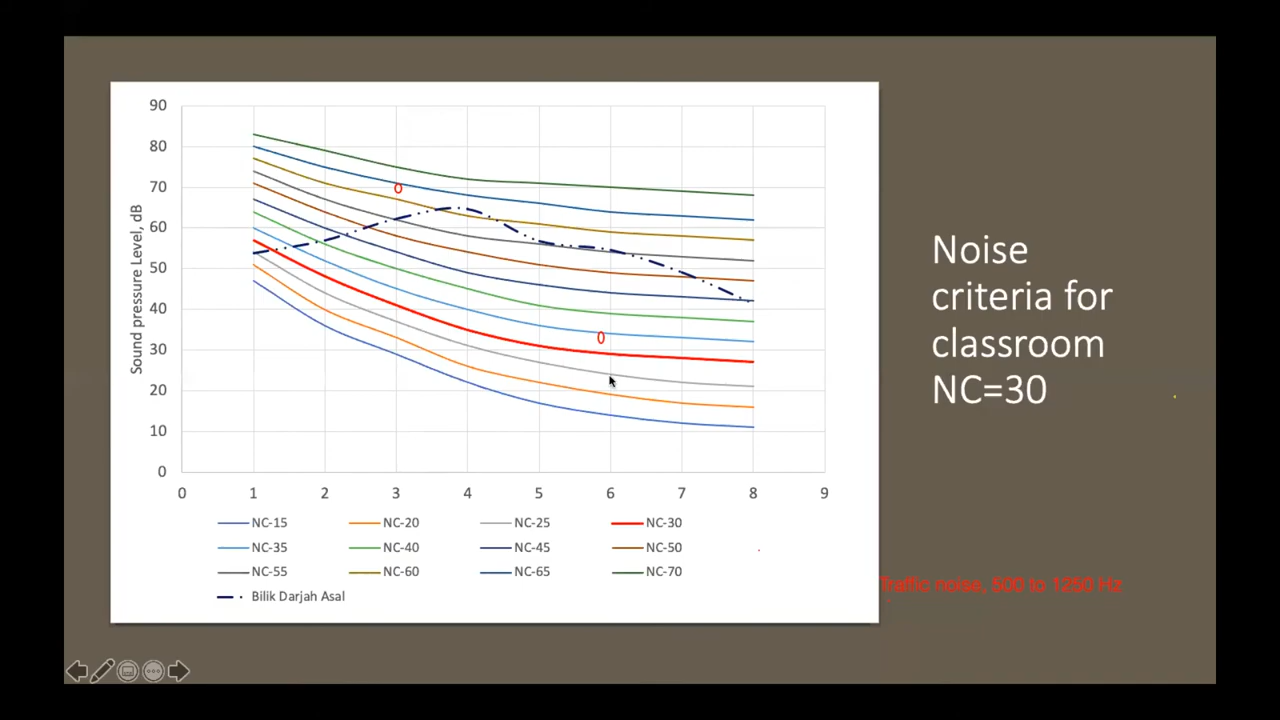 90
80
70
60
50
40
30
20
10
0
Sound pressure Level, dB
0 1 2 3 4 5 6 7 8 9
NC-15 NC-20 NC-25 NC-30
NC-35 NC-40 NC-45 NC-50
NC-55 NC-60 NC-65 NC-70
Bilik Darjah Asal
0
0
Noise
criteria for
classroom
NC=30
Traffic noise, 500 to 1250 Hz